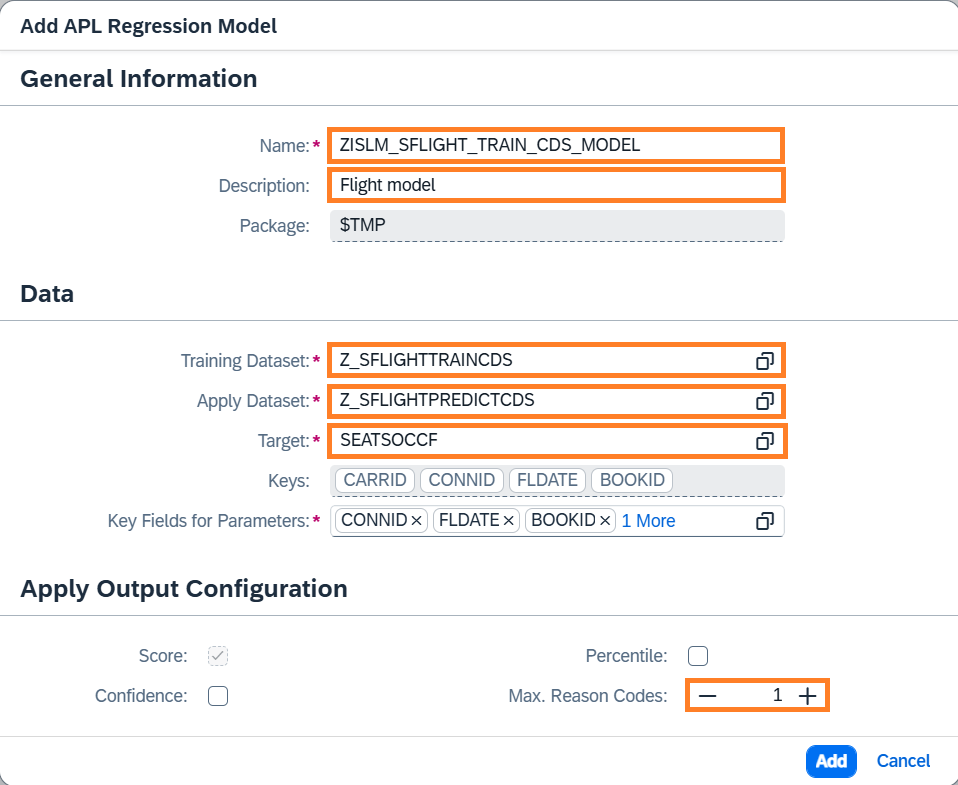 Add APL Regression Model
General Information
Name:* ZISLM_SFLIGHT_TRAIN_CDS_MODEL
Description: Flight model
Package: $TMP
Data
Training Dataset:* Z_SFLIGHTTRAINCDS
Apply Dataset:* Z_SFLIGHTPREDICTCDS
Target:* SEATSOCCF
Keys: CARRID CONNID FLDATE BOOKID
Key Fields for Parameters:* CONNID × FLDATE × BOOKID × 1 More
Apply Output Configuration
Score: Percentile:
Confidence: Max. Reason Codes: — 1 +
Add Cancel